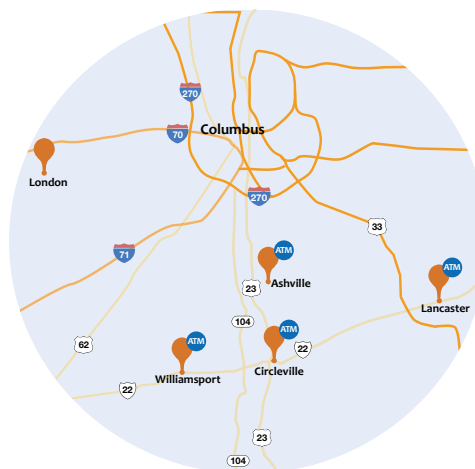 270
70
Columbus
London
270
33
71
ATM
Ashville
ATM
23
Lancaster
104
ATM
62
ATM
22
Circleville
Williamsport
22
23
104